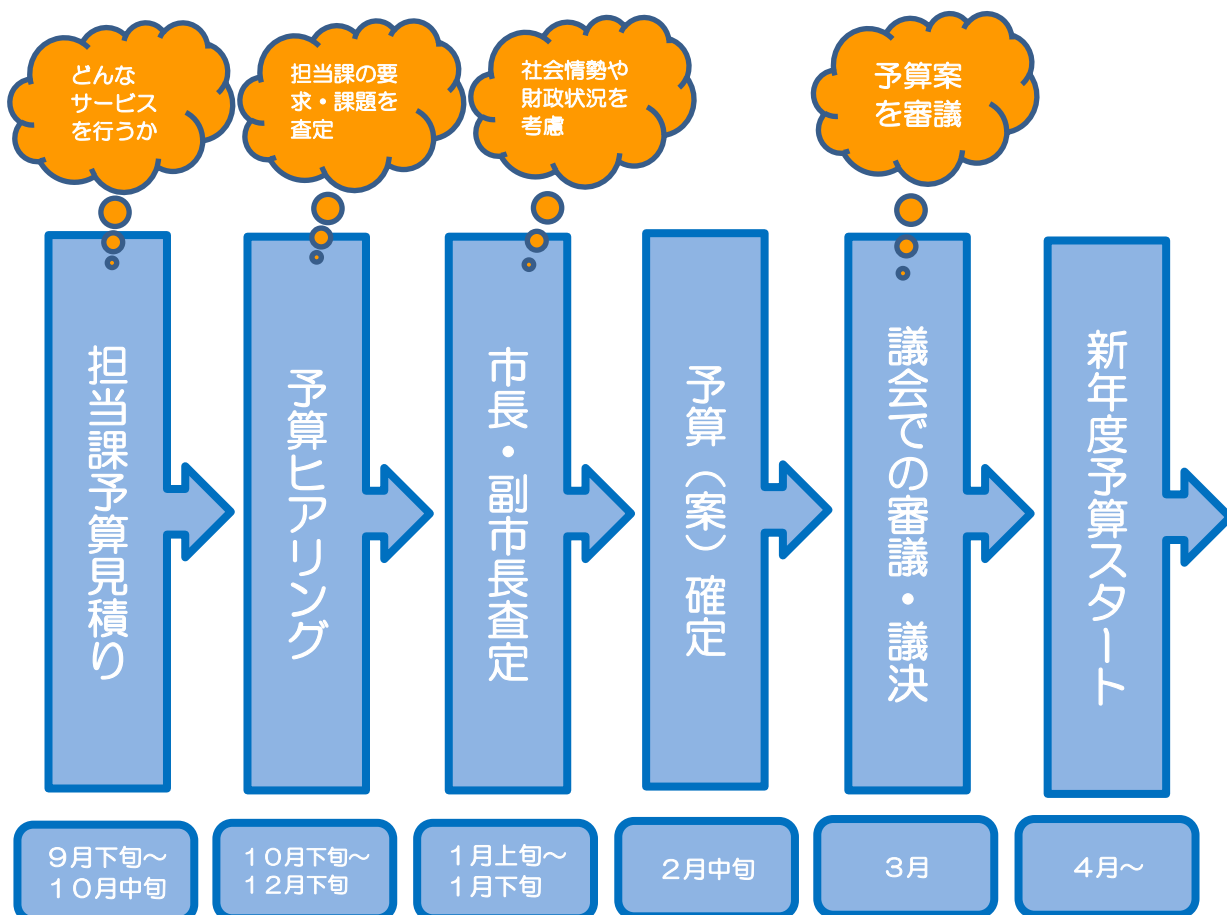 どんな
サービス
を行うか
担当課の要
求・課題を
査定
社会情勢や
財政状況を
考慮
予算案
を審議
担当課予算見積り
予算ヒアリング
市長・副市長査定
予算（案）確定
議会での審議・議決
新年度予算スタート
９月下旬～
１０月中旬
１０月下旬～
１２月下旬
１月上旬～
１月下旬
２月中旬
３月
４月～